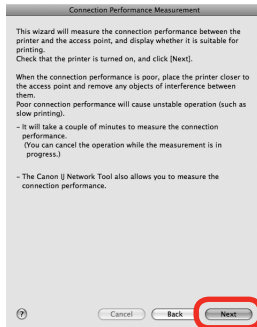 Connection Performance Measurement
This wizard will measure the connection performance between the
printer and the access point, and display whether it is suitable for
printing.
Check that the printer is turned on, and click [Next].
When the connection performance is poor, place the printer closer to
the access point and remove any objects of interference between
them.
Poor connection performance will cause unstable operation (such as
slow printing).
- It will take a couple of minutes to measure the connection
performance.
(You can cancel the operation while the measurement is in
progress.)
- The Canon IJ Network Tool also allows you to measure the
connection performance.
? Cancel Back Next